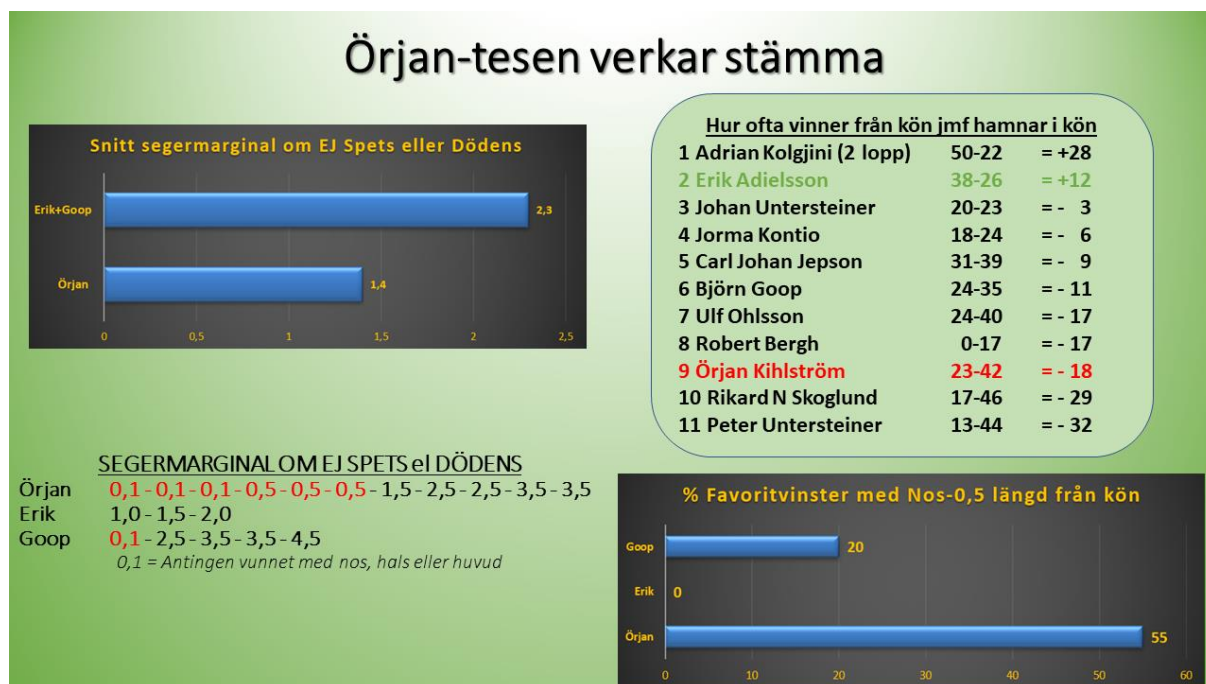 Örjan-tesen verkar stämma
Snitt segermarginal om EJ Spets eller Dödens
Erik+Goop 2,3
Örjan 1,4
0 0,5 1 1,5 2 2,5
Hur ofta vinner från kön jmf hamnar i kön
1 Adrian Kolgjini (2 lopp) 50-22 = +28
2 Erik Adielsson 38-26 = +12
3 Johan Untersteiner 20-23 = - 3
4 Jorma Kontio 18-24 = - 6
5 Carl Johan Jepson 31-39 = - 9
6 Björn Goop 24-35 = - 11
7 Ulf Ohlsson 24-40 = - 17
8 Robert Bergh 0-17 = - 17
9 Örjan Kihlström 23-42 = - 18
10 Rikard N Skoglund 17-46 = - 29
11 Peter Untersteiner 13-44 = - 32
SEGERMARGINAL OM EJ SPETS el DÖDENS
Örjan 0,1 - 0,1 - 0,1 - 0,5 - 0,5 - 0,5 - 1,5 - 2,5 - 2,5 - 3,5 - 3,5
Erik 1,0 - 1,5 - 2,0
Goop 0,1 - 2,5 - 3,5 - 3,5 - 4,5
0,1 = Antingen vunnet med nos, hals eller huvud
% Favoritvinster med Nos-0,5 längd från kön
Goop 20
Erik 0
Örjan 55
0 10 20 30 40 50 60